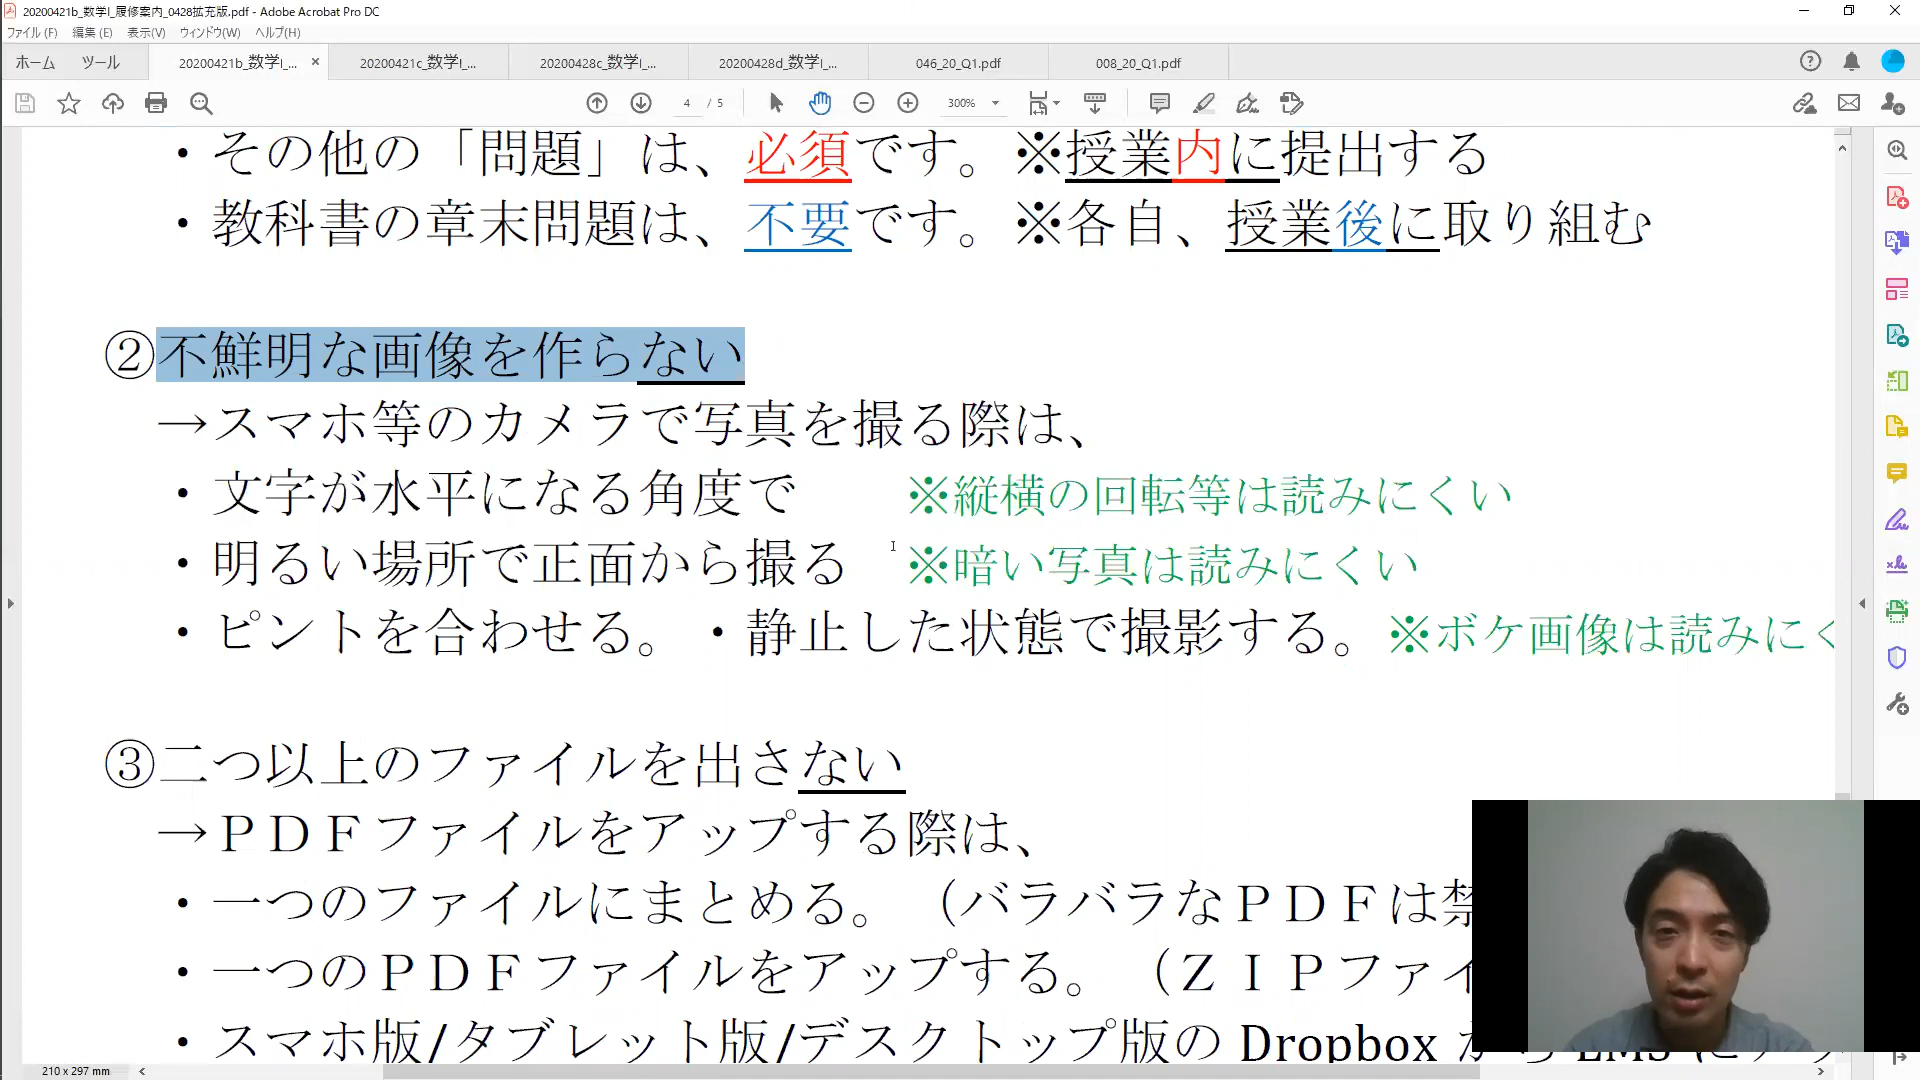 20200421b_数学I_履修案内_0428拡充版.pdf - Adobe Acrobat Pro DC
ファイル(F) 編集(E) 表示(V) ウィンドウ(W) ヘルプ(H)
ホーム ツール 20200421b_数学I_... × 20200421c_数学I_... 20200428c_数学I_... 20200428d_数学I_... 046_20_Q1.pdf 008_20_Q1.pdf
4 / 5 300%
・その他の「問題」は、必須です。※授業内に提出する
・教科書の章末問題は、不要です。※各自、授業後に取り組む
②不鮮明な画像を作らない
→スマホ等のカメラで写真を撮る際は、
・文字が水平になる角度で ※縦横の回転等は読みにくい
・明るい場所で正面から撮る ※暗い写真は読みにくい
・ピントを合わせる。・静止した状態で撮影する。※ボケ画像は読みにく
③二つ以上のファイルを出さない
→ＰＤＦファイルをアップする際は、
・一つのファイルにまとめる。（バラバラなＰＤＦは禁
・一つのＰＤＦファイルをアップする。（ＺＩＰファイ
・スマホ版/タブレット版/デスクトップ版の Dropbox から LMS にアッ
210 x 297 mm